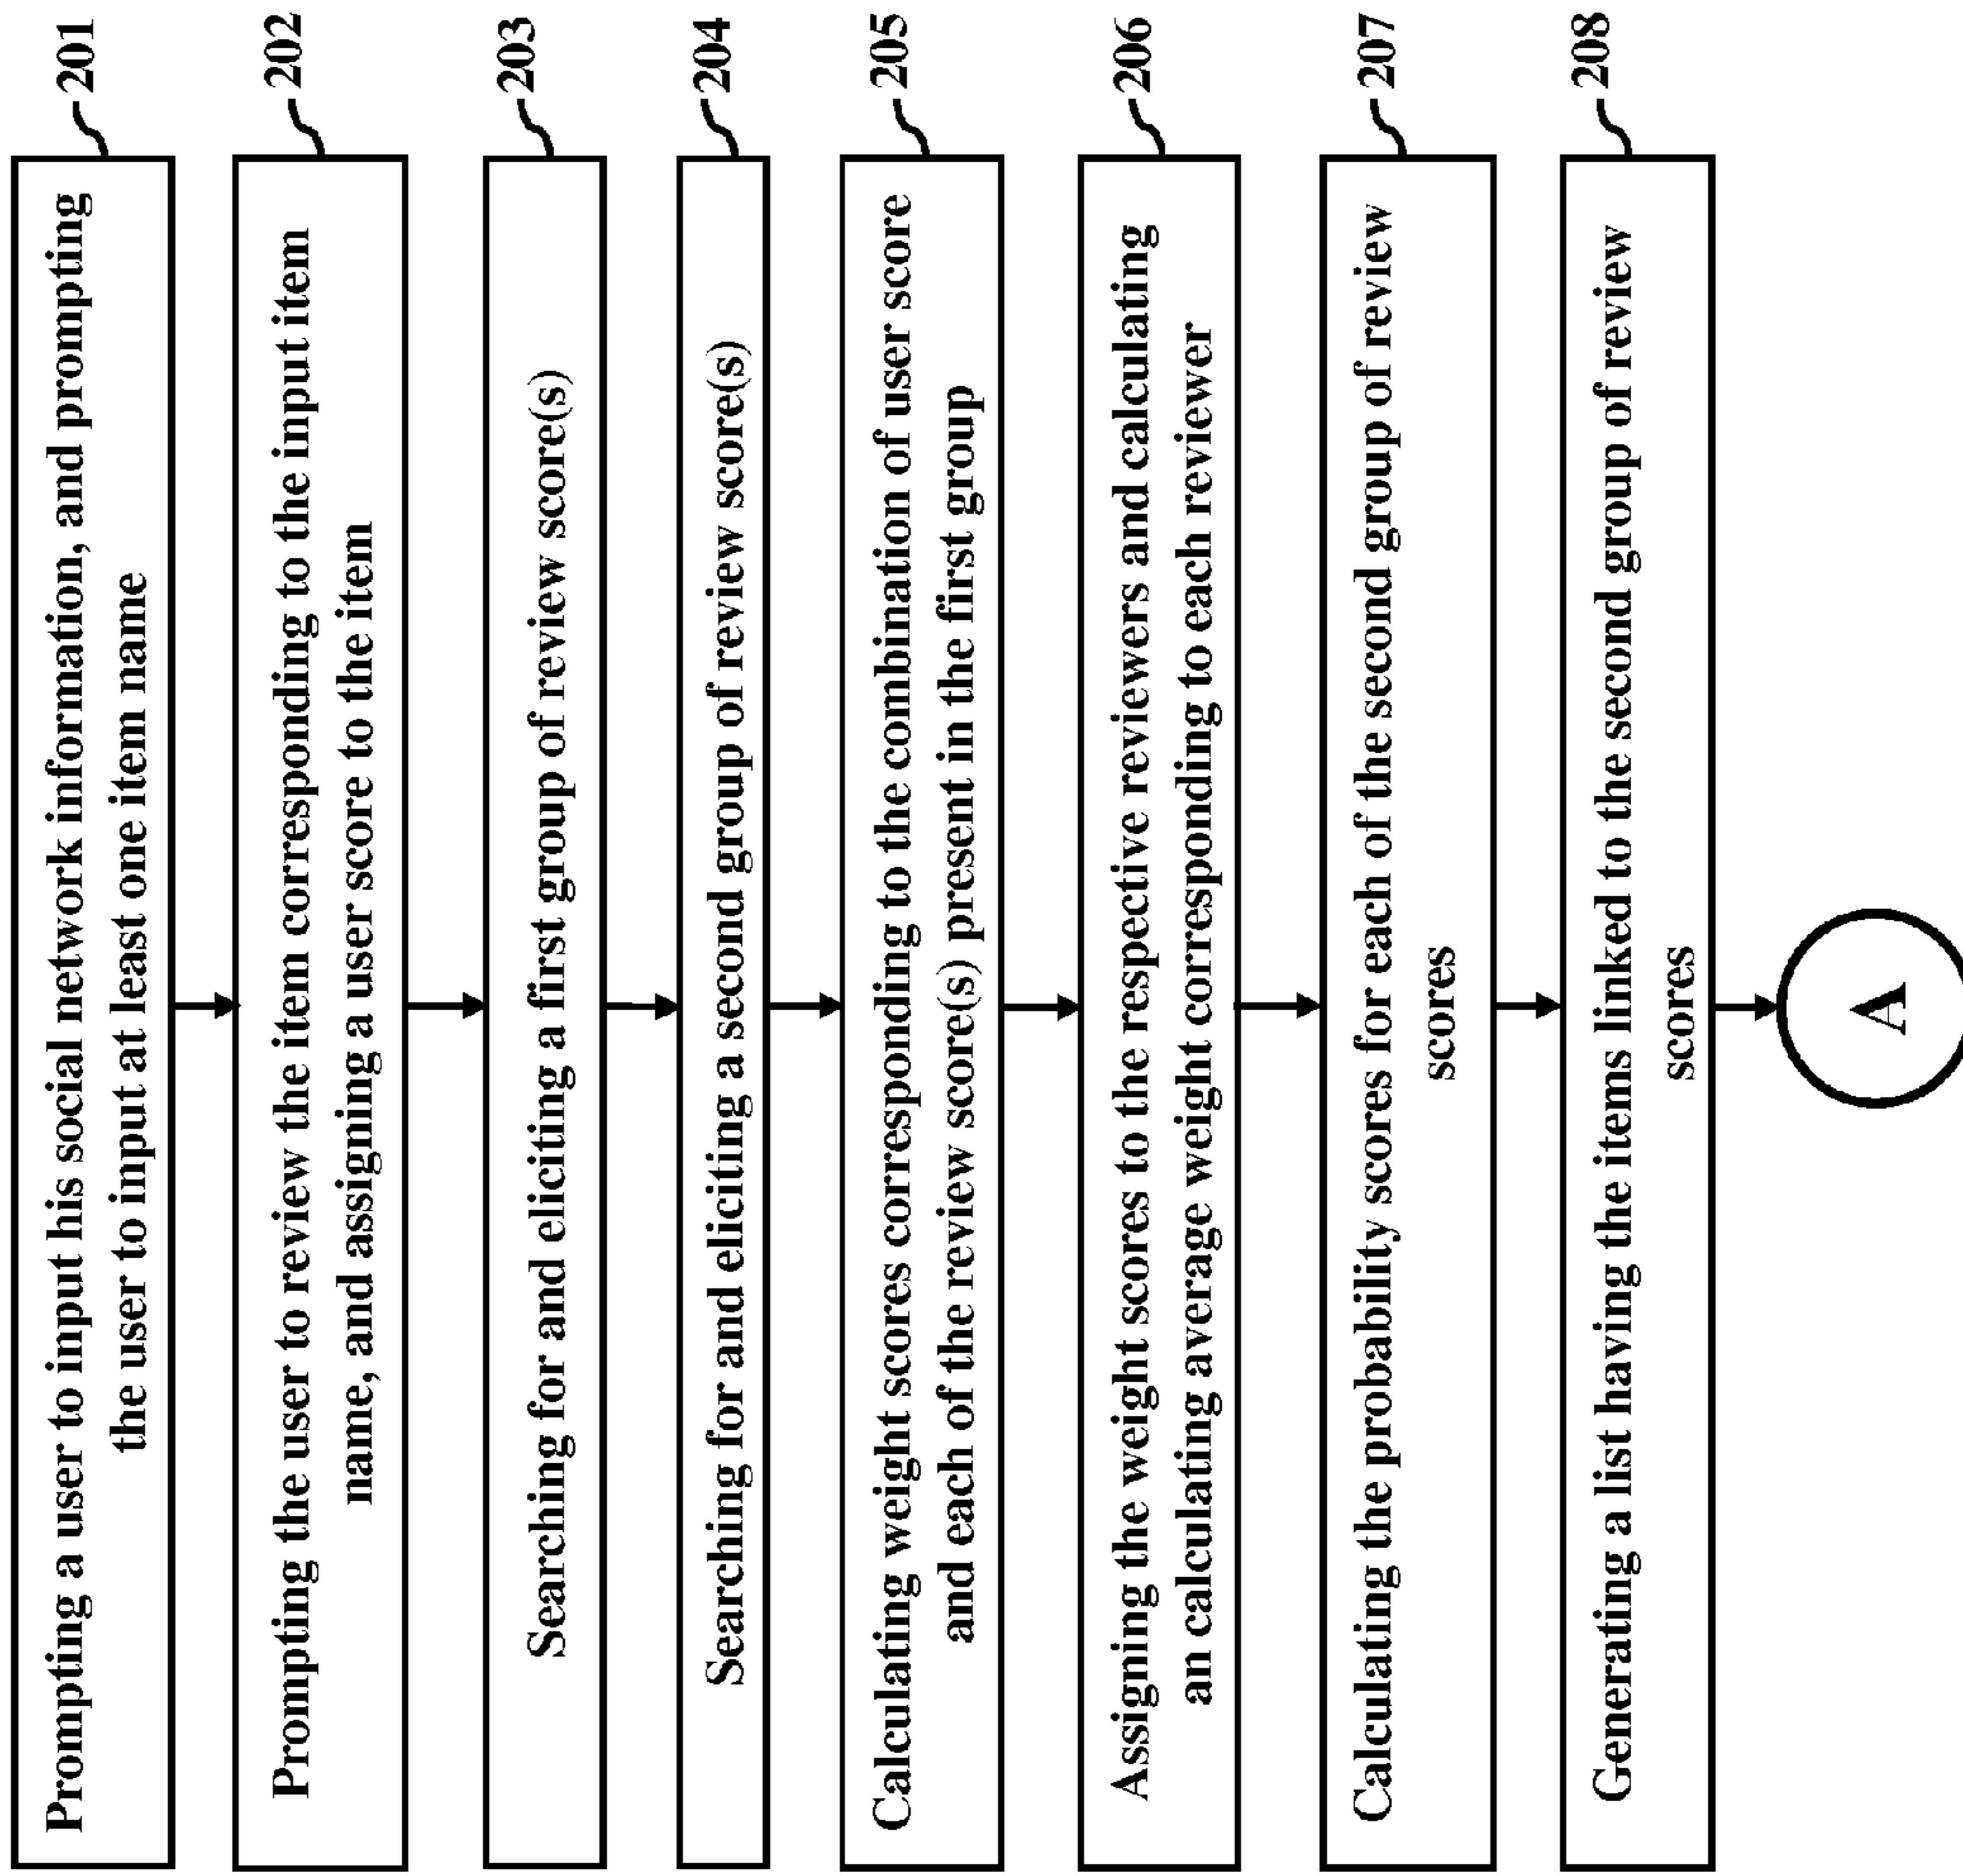 Prompting a user to input his social network information, and prompting
the user to input at least one item name
201
Prompting the user to review the item corresponding to the input item
name, and assigning a user score to the item
202
Searching for and eliciting a first group of review score(s)
203
Searching for and eliciting a second group of review score(s)
204
Calculating weight scores corresponding to the combination of user score
and each of the review score(s) present in the first group
205
Assigning the weight scores to the respective reviewers and calculating
an calculating average weight corresponding to each reviewer
206
Calculating the probability scores for each of the second group of review
scores
207
Generating a list having the items linked to the second group of review
scores
208
A